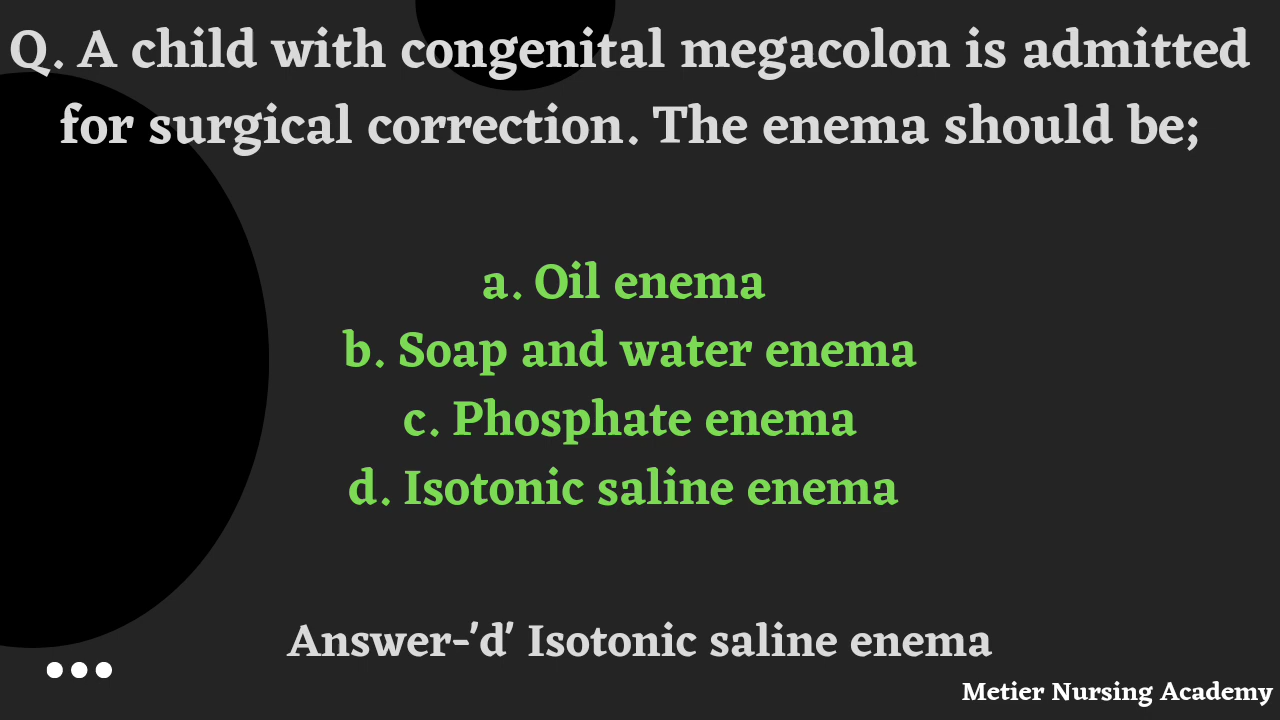 Q. A child with congenital megacolon is admitted
for surgical correction. The enema should be;
a. Oil enema
b. Soap and water enema
c. Phosphate enema
d. Isotonic saline enema
Answer-'d' Isotonic saline enema
Metier Nursing Academy